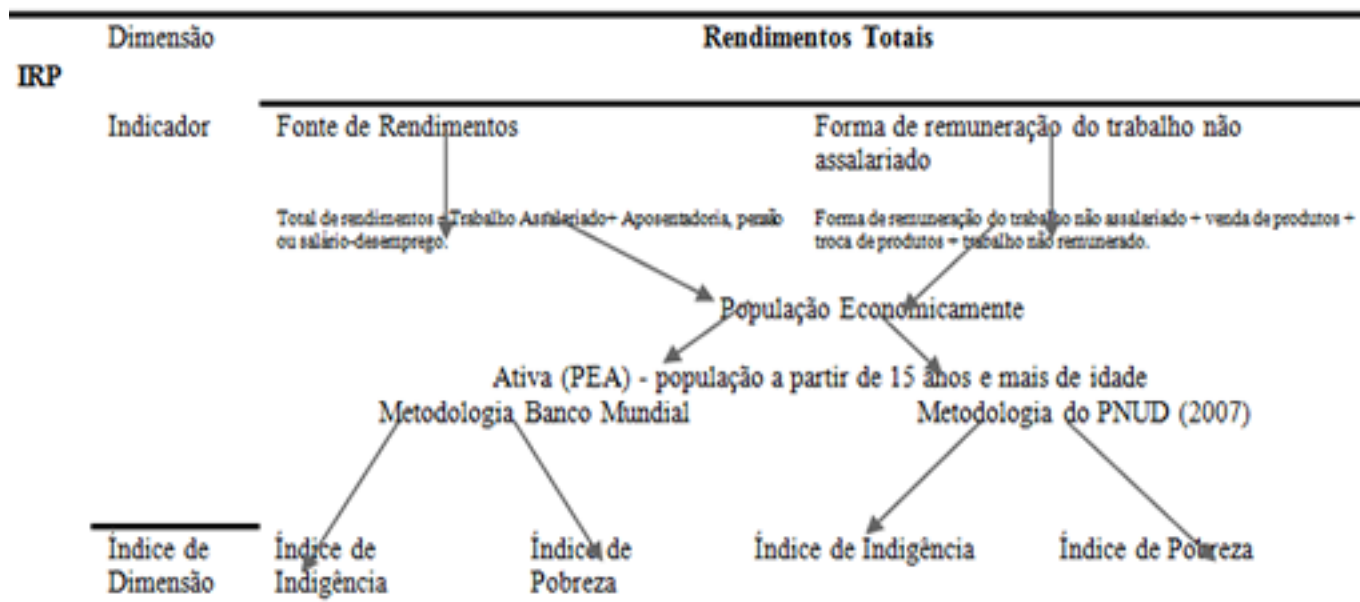 Dimensão Rendimentos Totais
IRP
Indicador Fonte de Rendimentos Forma de remuneração do trabalho não
assalariado
Total de rendimentos = Trabalho Assalariado+ Aposentadoria, pensão Forma de remuneração do trabalho não assalariado + venda de produtos +
ou salário-desemprego. troca de produtos + trabalho não remunerado.
População Economicamente
Ativa (PEA) - população a partir de 15 anos e mais de idade
Metodologia Banco Mundial Metodologia do PNUD (2007)
Índice de Índice de Índice de Índice de Indigência Índice de Pobreza
Dimensão Indigência Pobreza